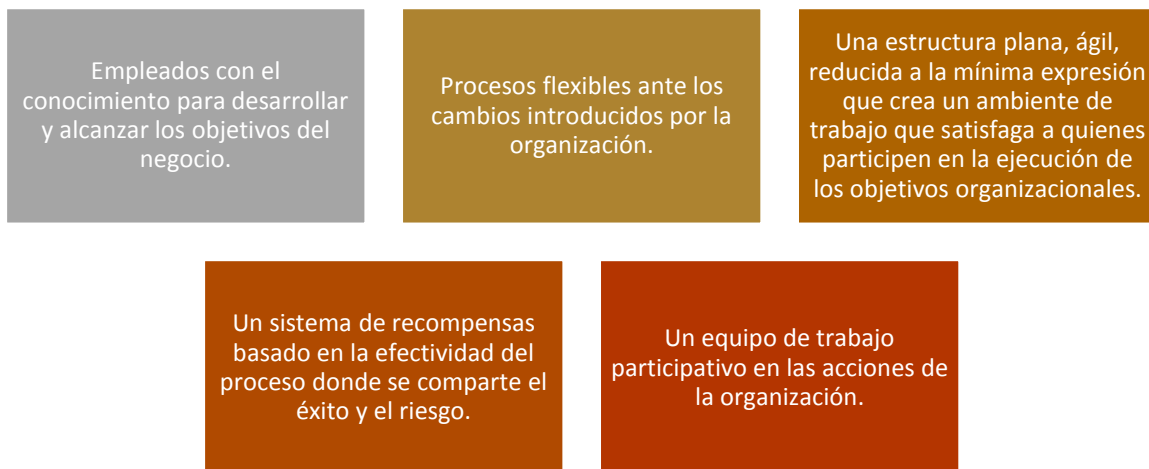 Empleados con el
conocimiento para desarrollar
y alcanzar los objetivos del
negocio.
Procesos flexibles ante los
cambios introducidos por la
organización.
Una estructura plana, ágil,
reducida a la mínima expresión
que crea un ambiente de
trabajo que satisfaga a quienes
participen en la ejecución de
los objetivos organizacionales.
Un sistema de recompensas
basado en la efectividad del
proceso donde se comparte el
éxito y el riesgo.
Un equipo de trabajo
participativo en las acciones de
la organización.